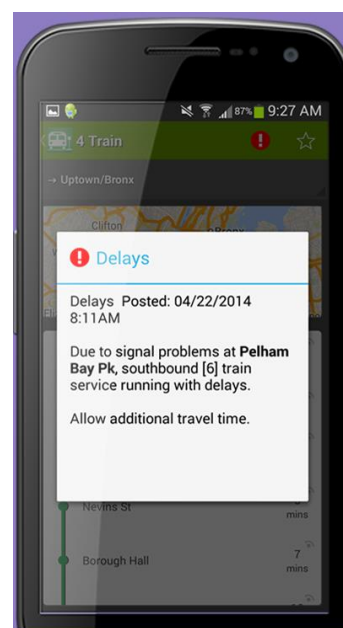 87% 9:27 AM
4 Train
→ Uptown/Bronx
Clifton
Bronx
Delays
Delays Posted: 04/22/2014
8:11AM
Due to signal problems at Pelham
Bay Pk, southbound [6] train
service running with delays.
Allow additional travel time.
Nevins St
mins
Borough Hall
7
mins